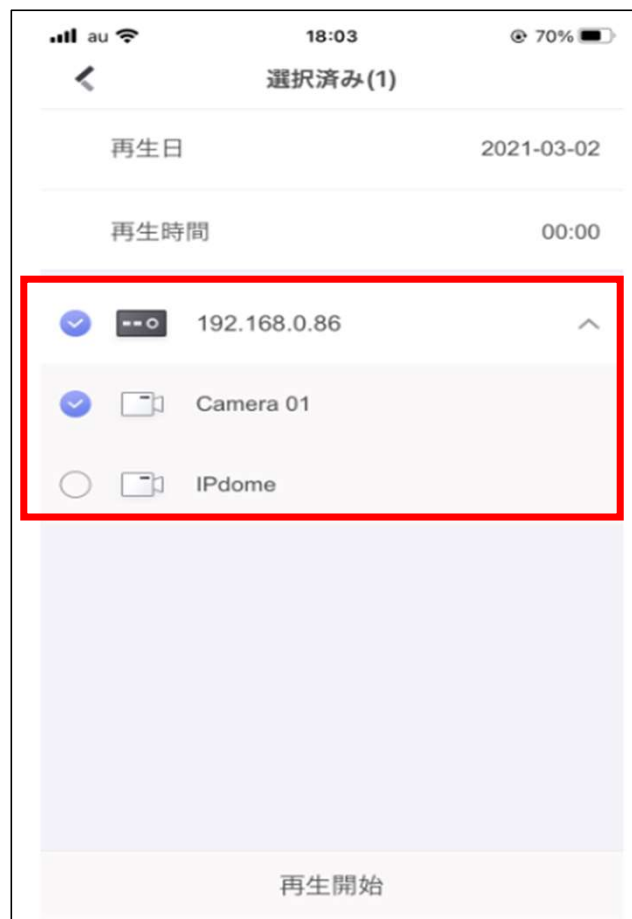 au 18:03 70%
選択済み(1)
再生日 2021-03-02
再生時間 00:00
192.168.0.86
Camera 01
IPdome
再生開始